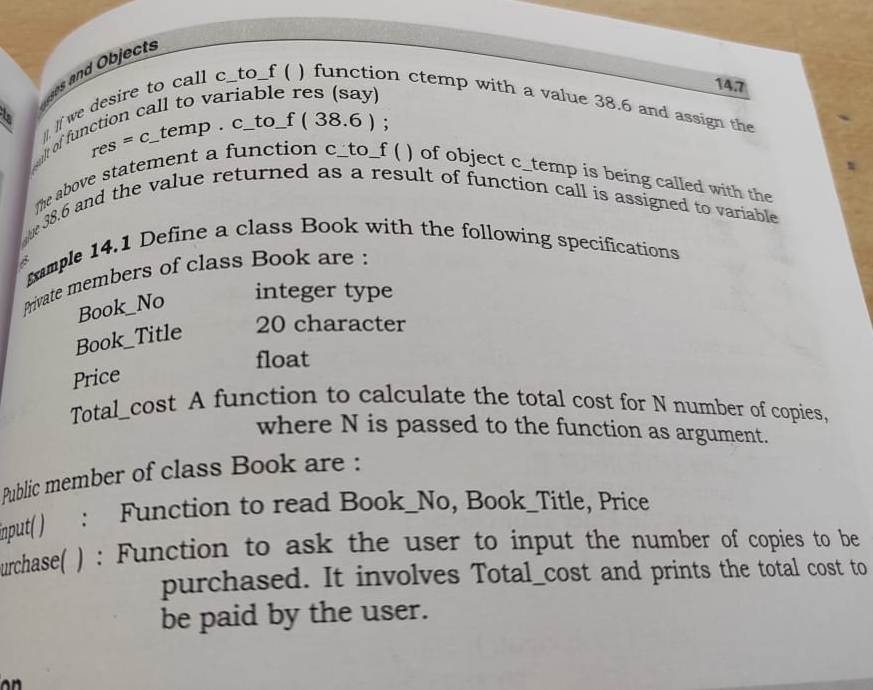 and Objects
14.7
II. If we desire to call c_to_f ( ) function ctemp with a value 38.6 and assign the
of function call to variable res (say)
res = c_temp . c_to_f ( 38.6 ) ;
The above statement a function c_to_f ( ) of object c_temp is being called with the
38.6 and the value returned as a result of function call is assigned to variable
Example 14.1 Define a class Book with the following specifications
Private members of class Book are :
Book_No integer type
Book_Title 20 character
Price float
Total_cost A function to calculate the total cost for N number of copies,
where N is passed to the function as argument.
Public member of class Book are :
input( ) : Function to read Book_No, Book_Title, Price
urchase( ) : Function to ask the user to input the number of copies to be
purchased. It involves Total_cost and prints the total cost to
be paid by the user.